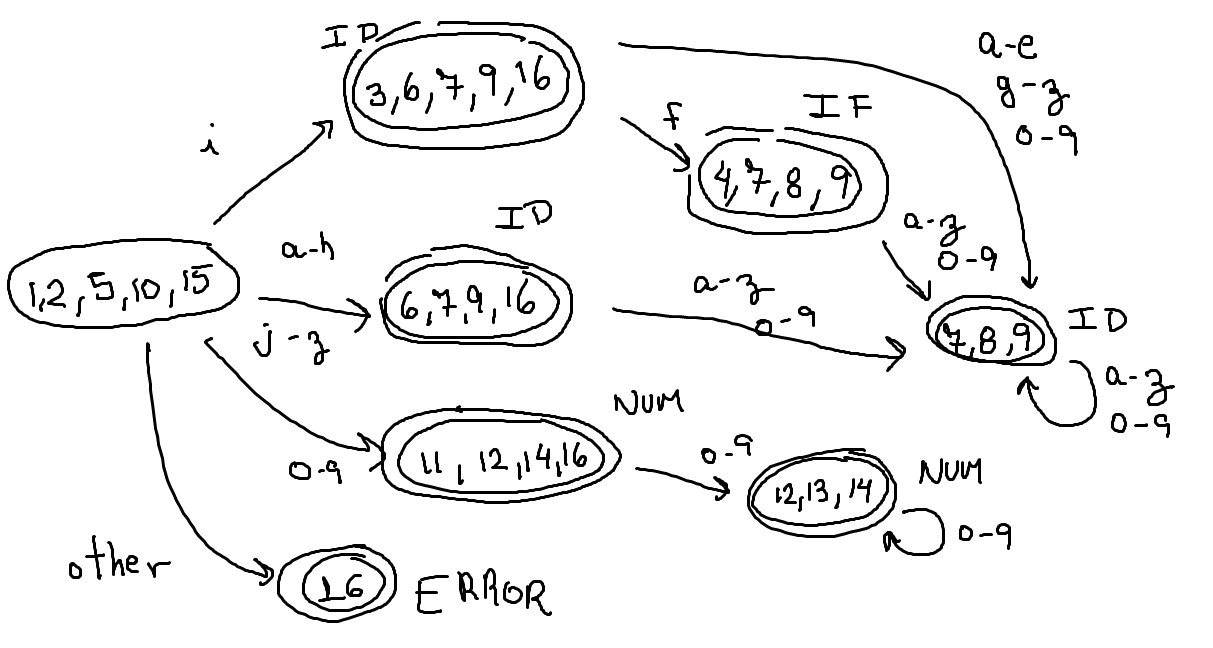 ID
3,6,7,9,16
a-e
g-z
0-9
i
f
IF
4,7,8,9
a-z
0-9
ID
a-h
1,2,5,10,15
6,7,9,16
j-z
a-z
0-9
7,8,9
ID
a-z
0-9
NUM
11, 12,14,16
0-9
0-9
12,13,14
NUM
0-9
other
16
ERROR